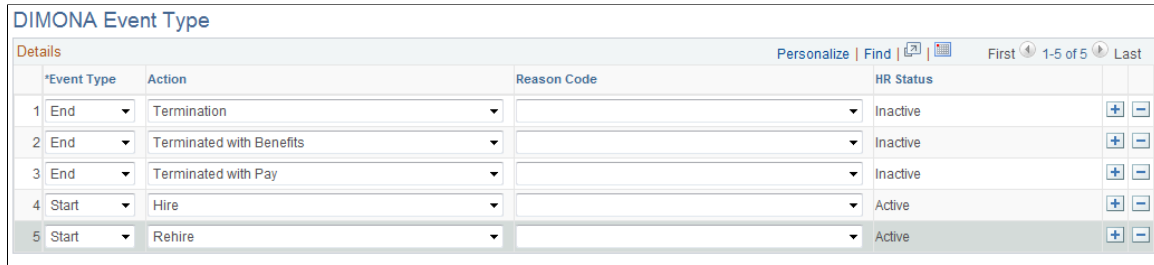 DIMONA Event Type
Details Personalize | Find | | First 1-5 of 5 Last
*Event Type Action Reason Code HR Status
1 End Termination Inactive
2 End Terminated with Benefits Inactive
3 End Terminated with Pay Inactive
4 Start Hire Active
5 Start Rehire Active